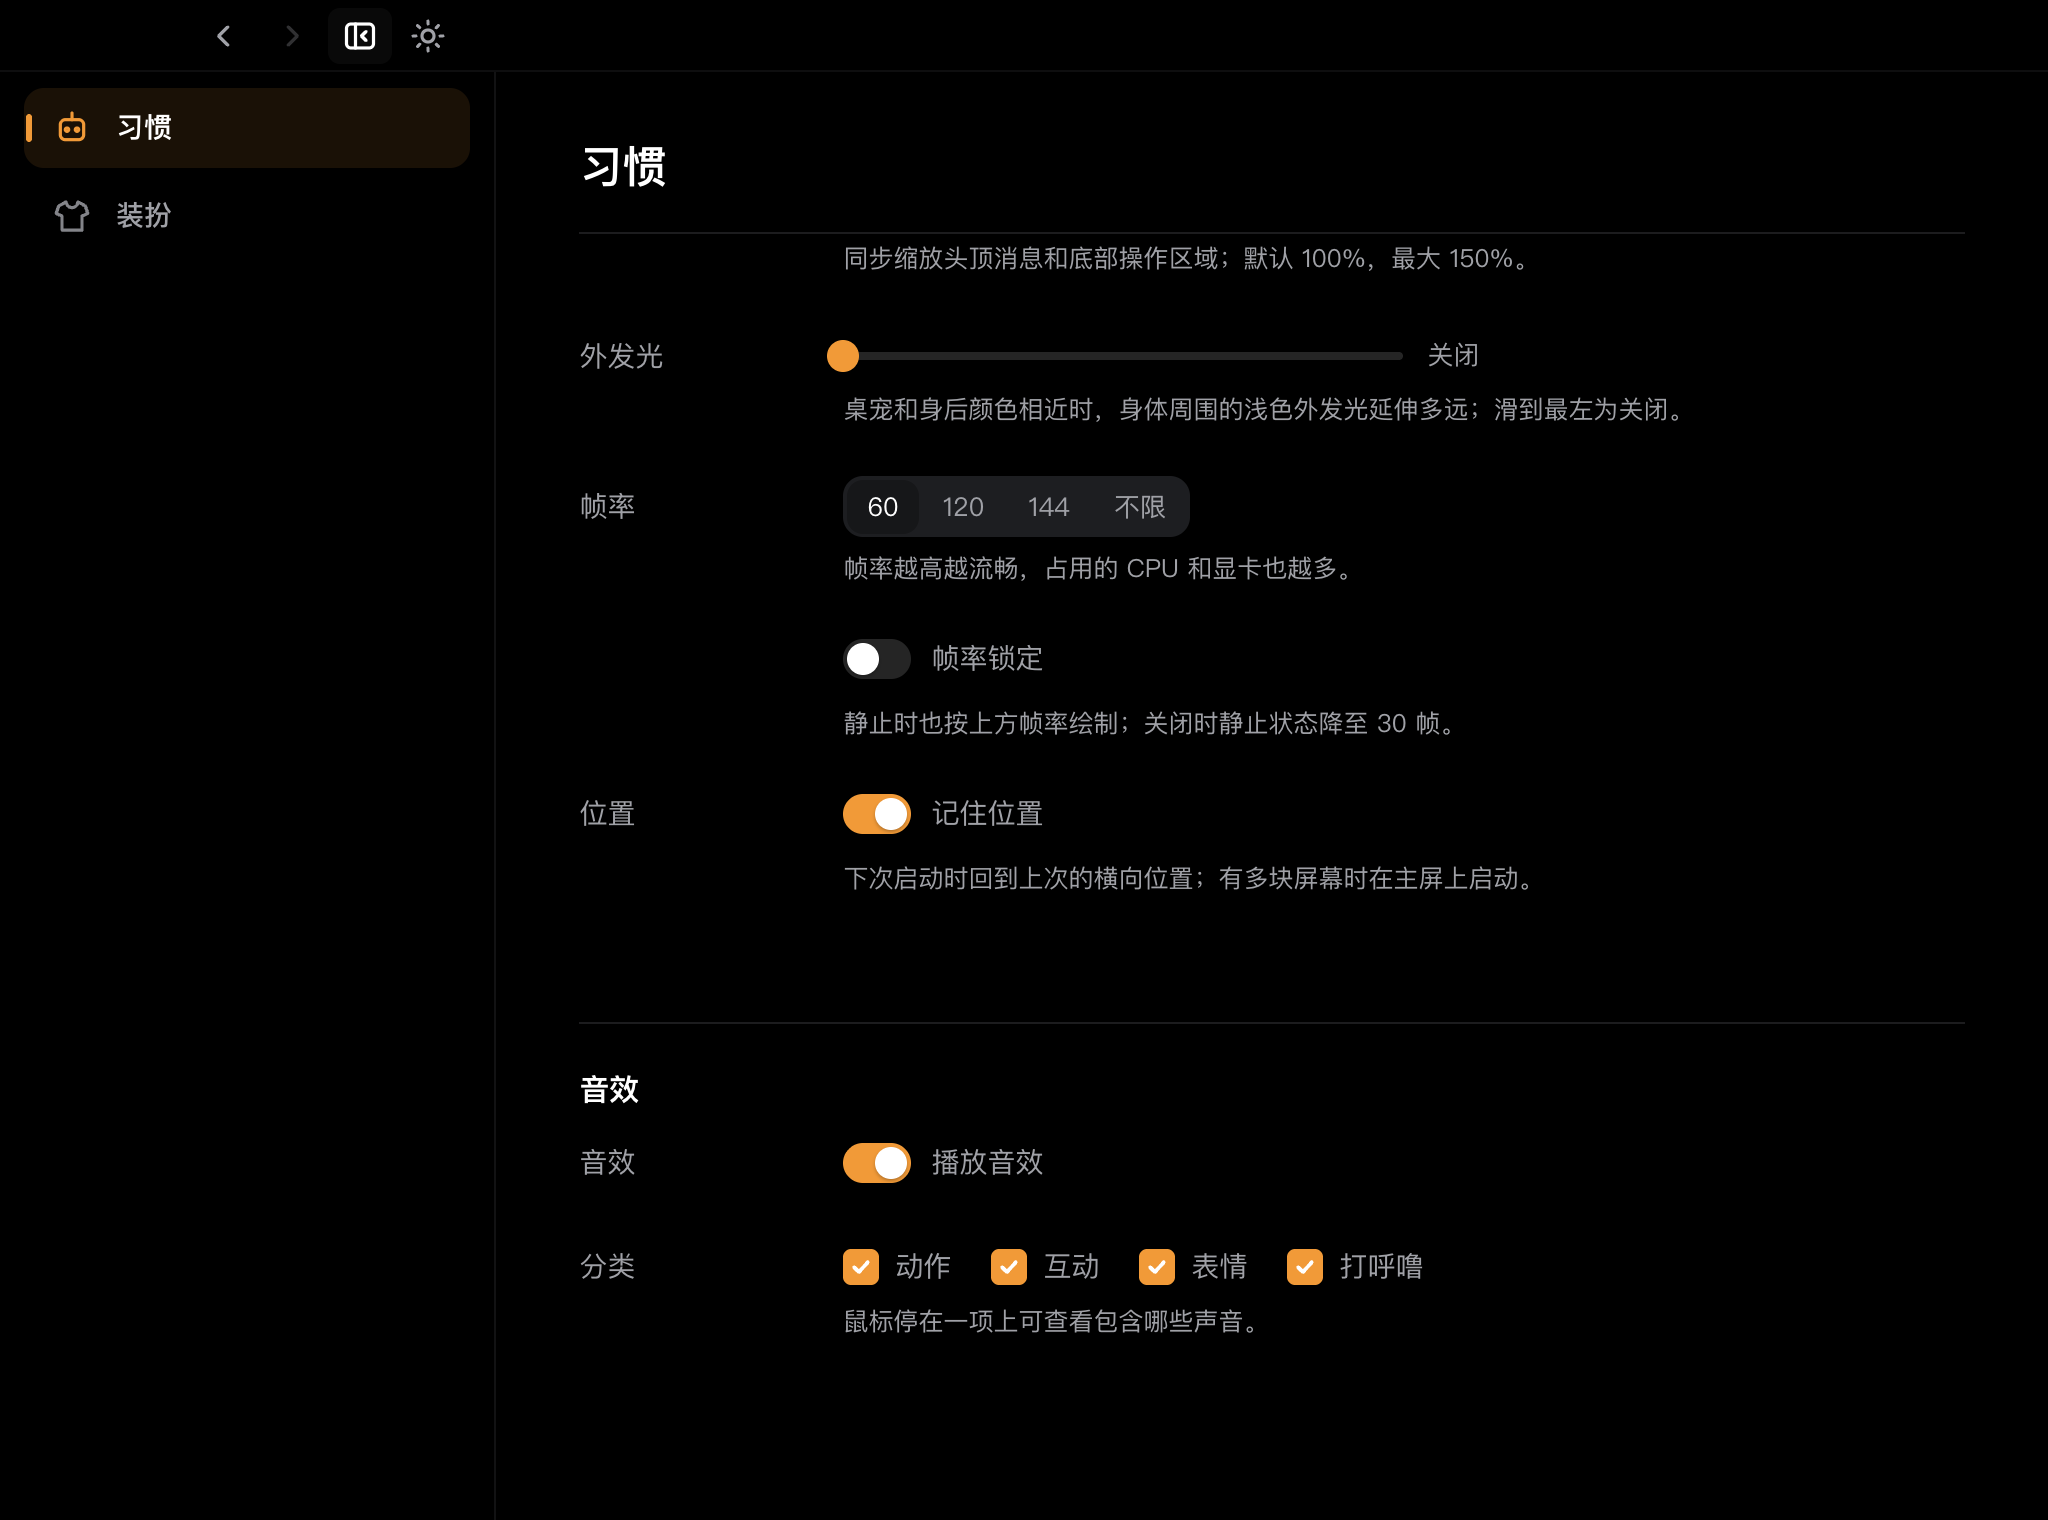 习惯
装扮
习惯
同步缩放头顶消息和底部操作区域；默认 100%，最大 150%。
外发光
关闭
桌宠和身后颜色相近时，身体周围的浅色外发光延伸多远；滑到最左为关闭。
帧率
60 120 144 不限
帧率越高越流畅，占用的 CPU 和显卡也越多。
帧率锁定
静止时也按上方帧率绘制；关闭时静止状态降至 30 帧。
位置
记住位置
下次启动时回到上次的横向位置；有多块屏幕时在主屏上启动。
音效
音效
播放音效
分类
动作 互动 表情 打呼噜
鼠标停在一项上可查看包含哪些声音。